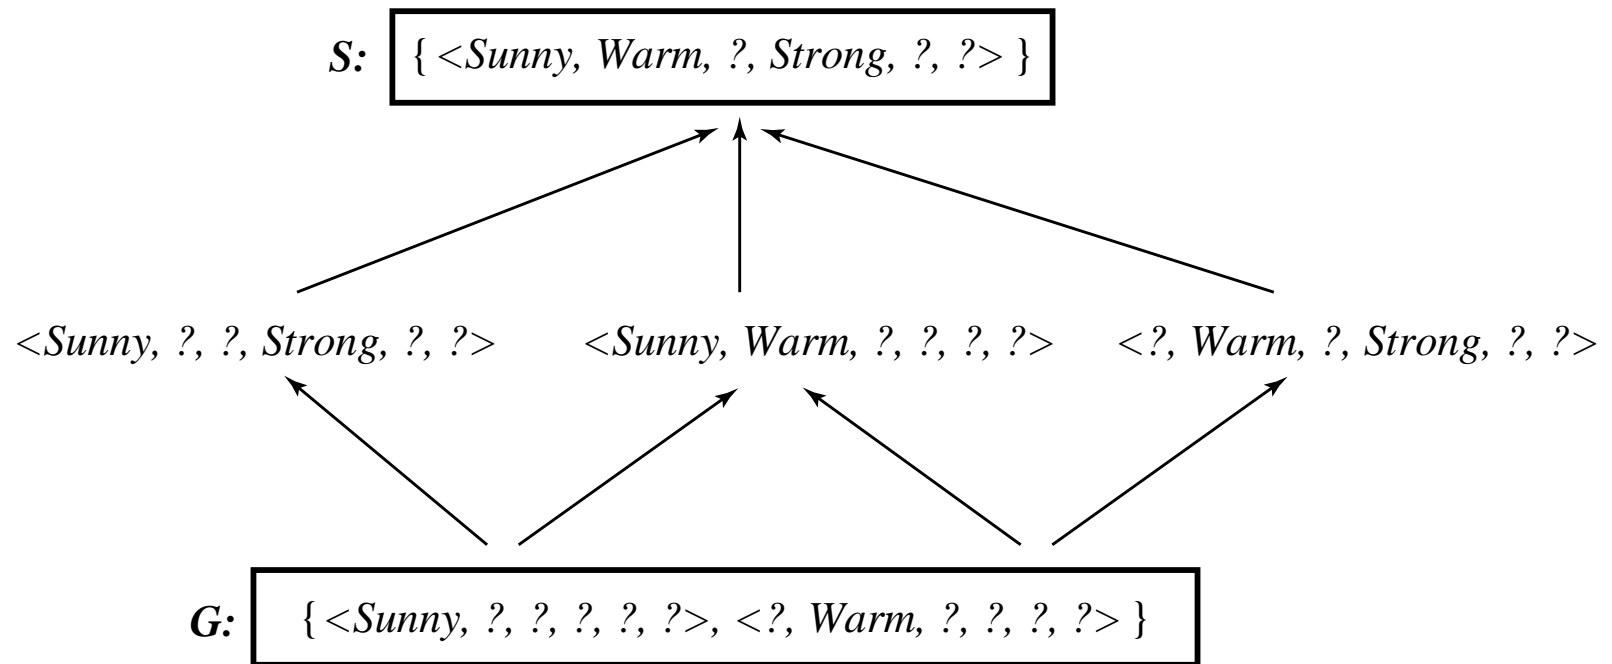 S: { <Sunny, Warm, ?, Strong, ?, ?> }
<Sunny, ?, ?, Strong, ?, ?> <Sunny, Warm, ?, ?, ?, ?> <?, Warm, ?, Strong, ?, ?>
G: { <Sunny, ?, ?, ?, ?, ?>, <?, Warm, ?, ?, ?, ?> }